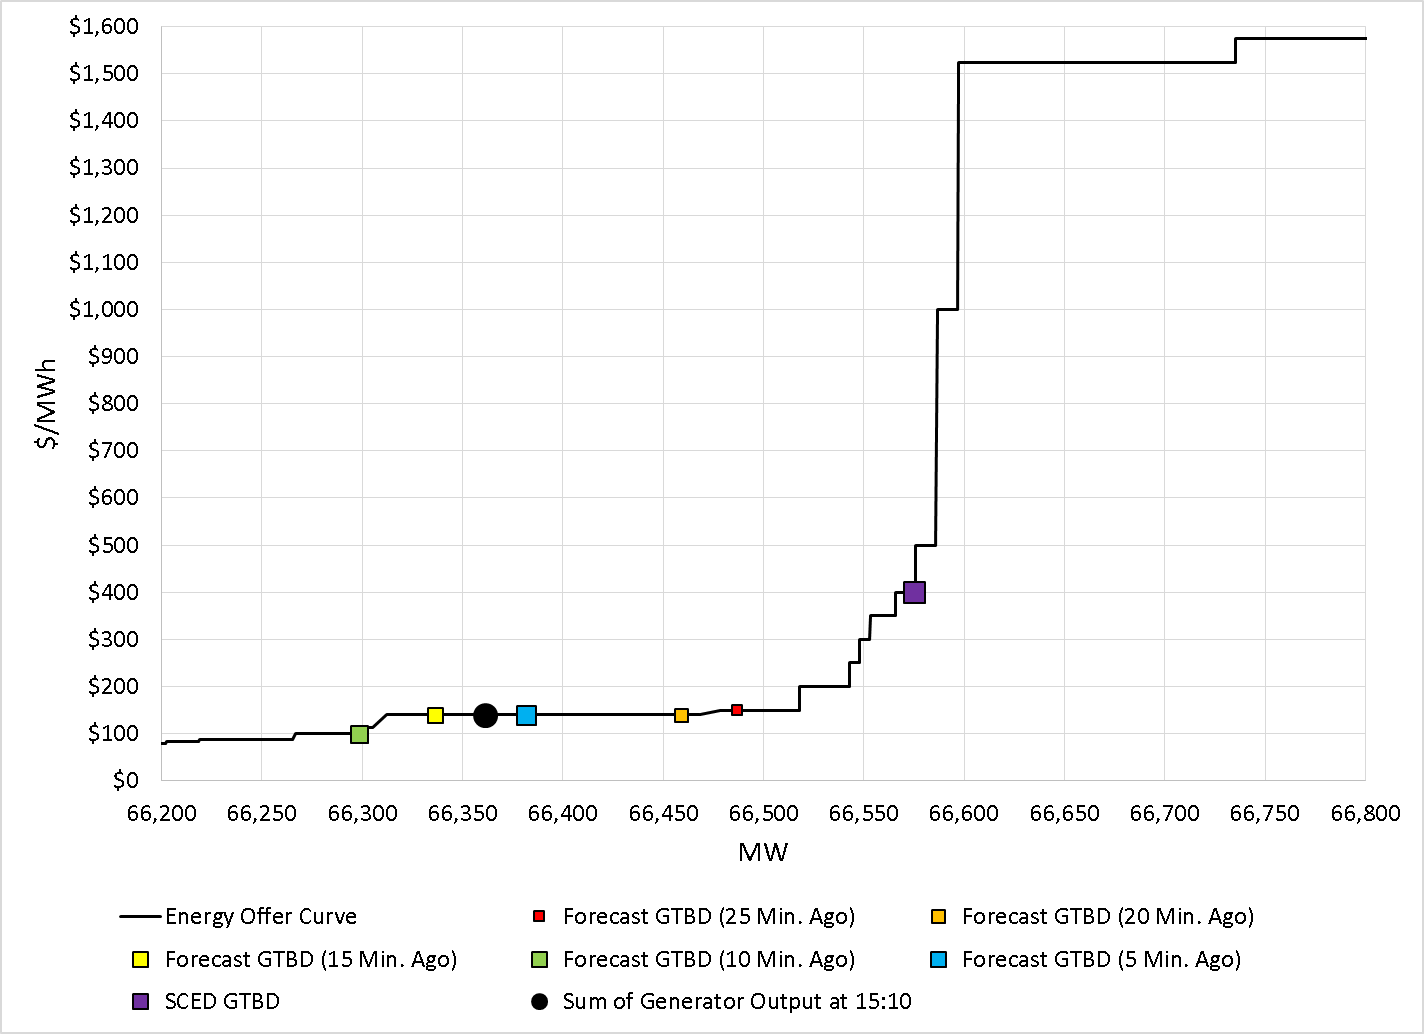 $1,600
$1,500
$1,400
$1,300
$1,200
$1,100
$1,000
$900
$800
$700
$600
$500
$400
$300
$200
$100
$0
$/MWh
66,200 66,250 66,300 66,350 66,400 66,450 66,500 66,550 66,600 66,650 66,700 66,750 66,800
MW
Energy Offer Curve Forecast GTBD (25 Min. Ago) Forecast GTBD (20 Min. Ago)
Forecast GTBD (15 Min. Ago) Forecast GTBD (10 Min. Ago) Forecast GTBD (5 Min. Ago)
SCED GTBD Sum of Generator Output at 15:10